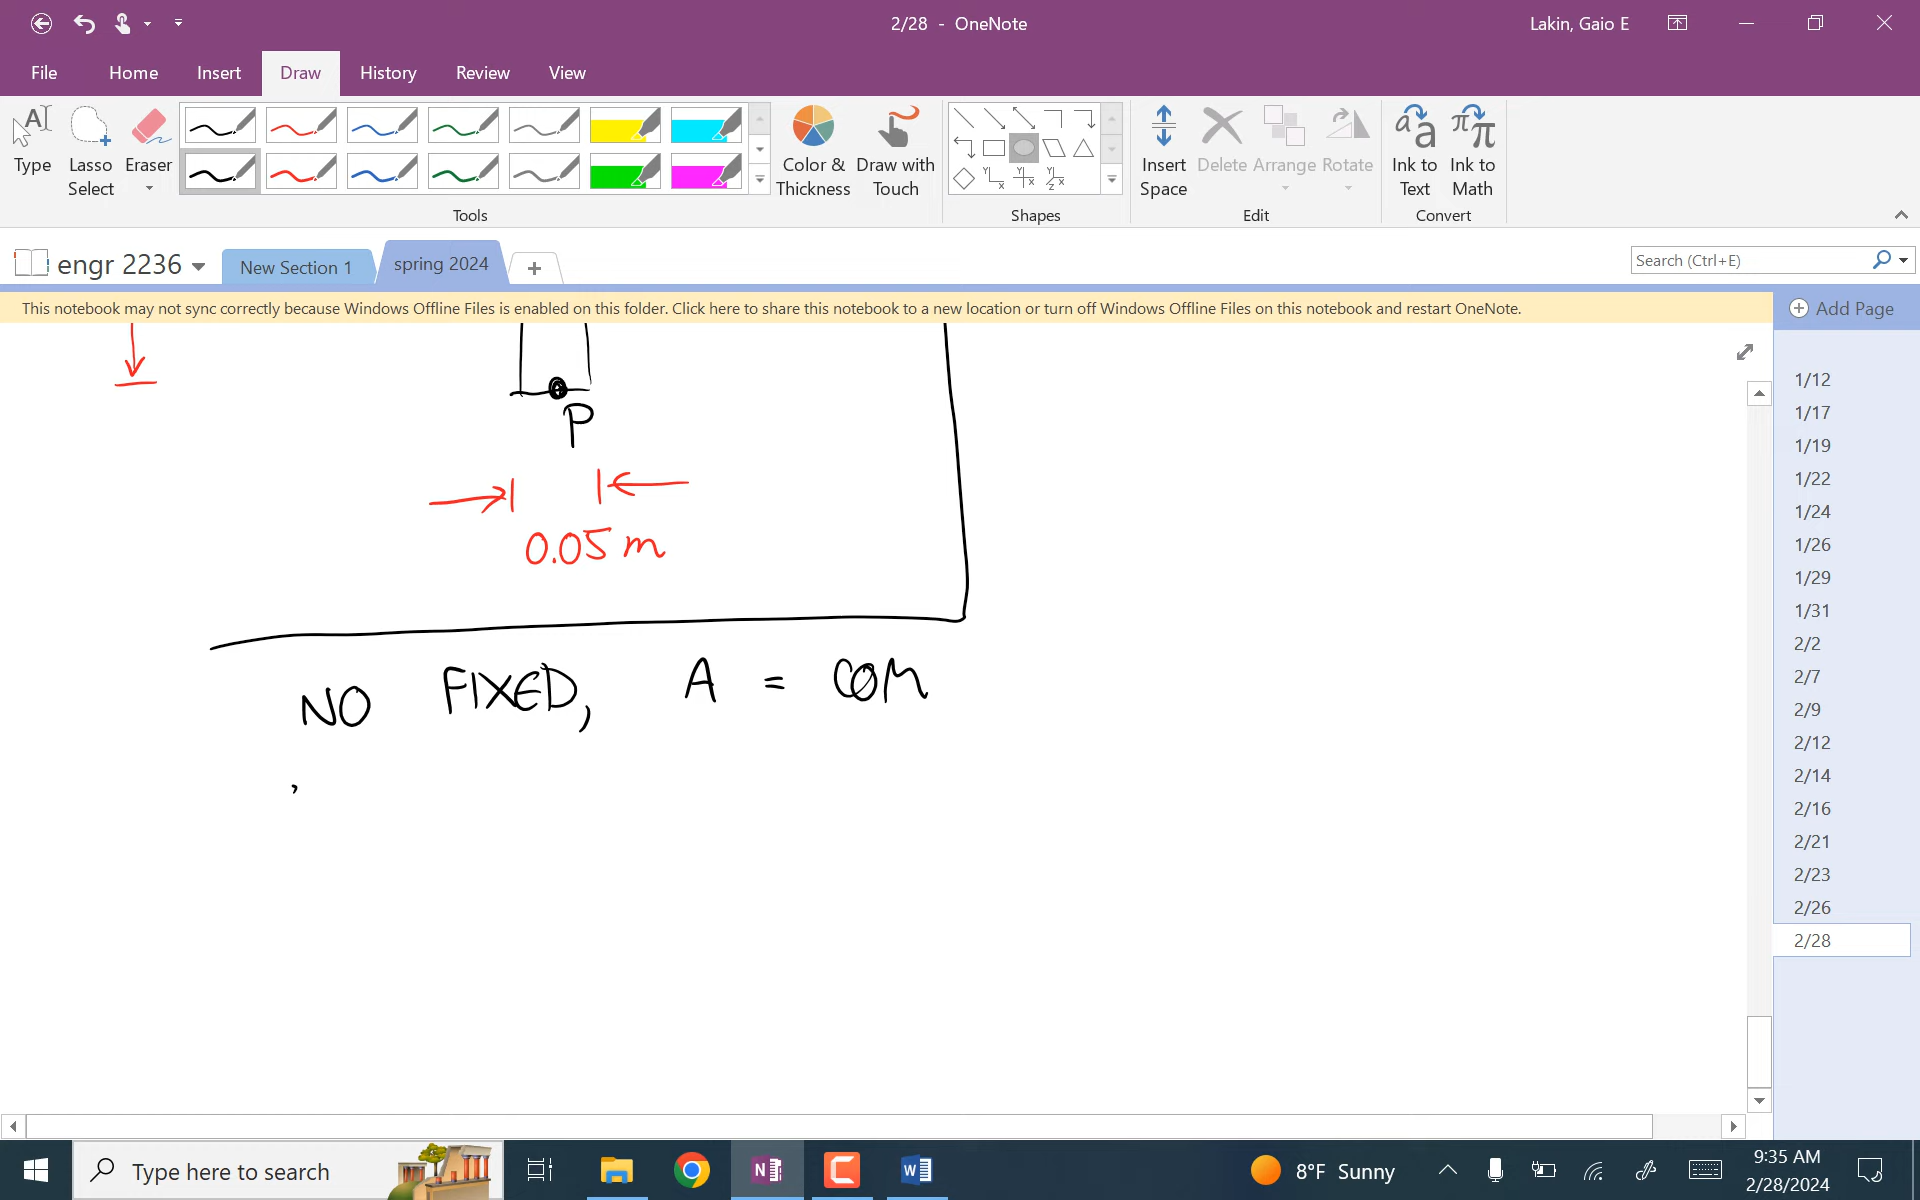 2/28 - OneNote
Lakin, Gaio E
File Home Insert Draw History Review View
Type
Lasso Select
Eraser
Color & Thickness
Draw with Touch
Insert Space
Delete
Arrange
Rotate
Ink to Text
Ink to Math
Tools
Shapes
Edit
Convert
engr 2236
New Section 1
spring 2024
Search (Ctrl+E)
This notebook may not sync correctly because Windows Offline Files is enabled on this folder. Click here to share this notebook to a new location or turn off Windows Offline Files on this notebook and restart OneNote.
Add Page
1/12
1/17
1/19
1/22
1/24
1/26
1/29
1/31
2/2
2/7
2/9
2/12
2/14
2/16
2/21
2/23
2/26
2/28
P
0.05 m
NO FIXED, A = COM
Type here to search
8°F Sunny
9:35 AM
2/28/2024